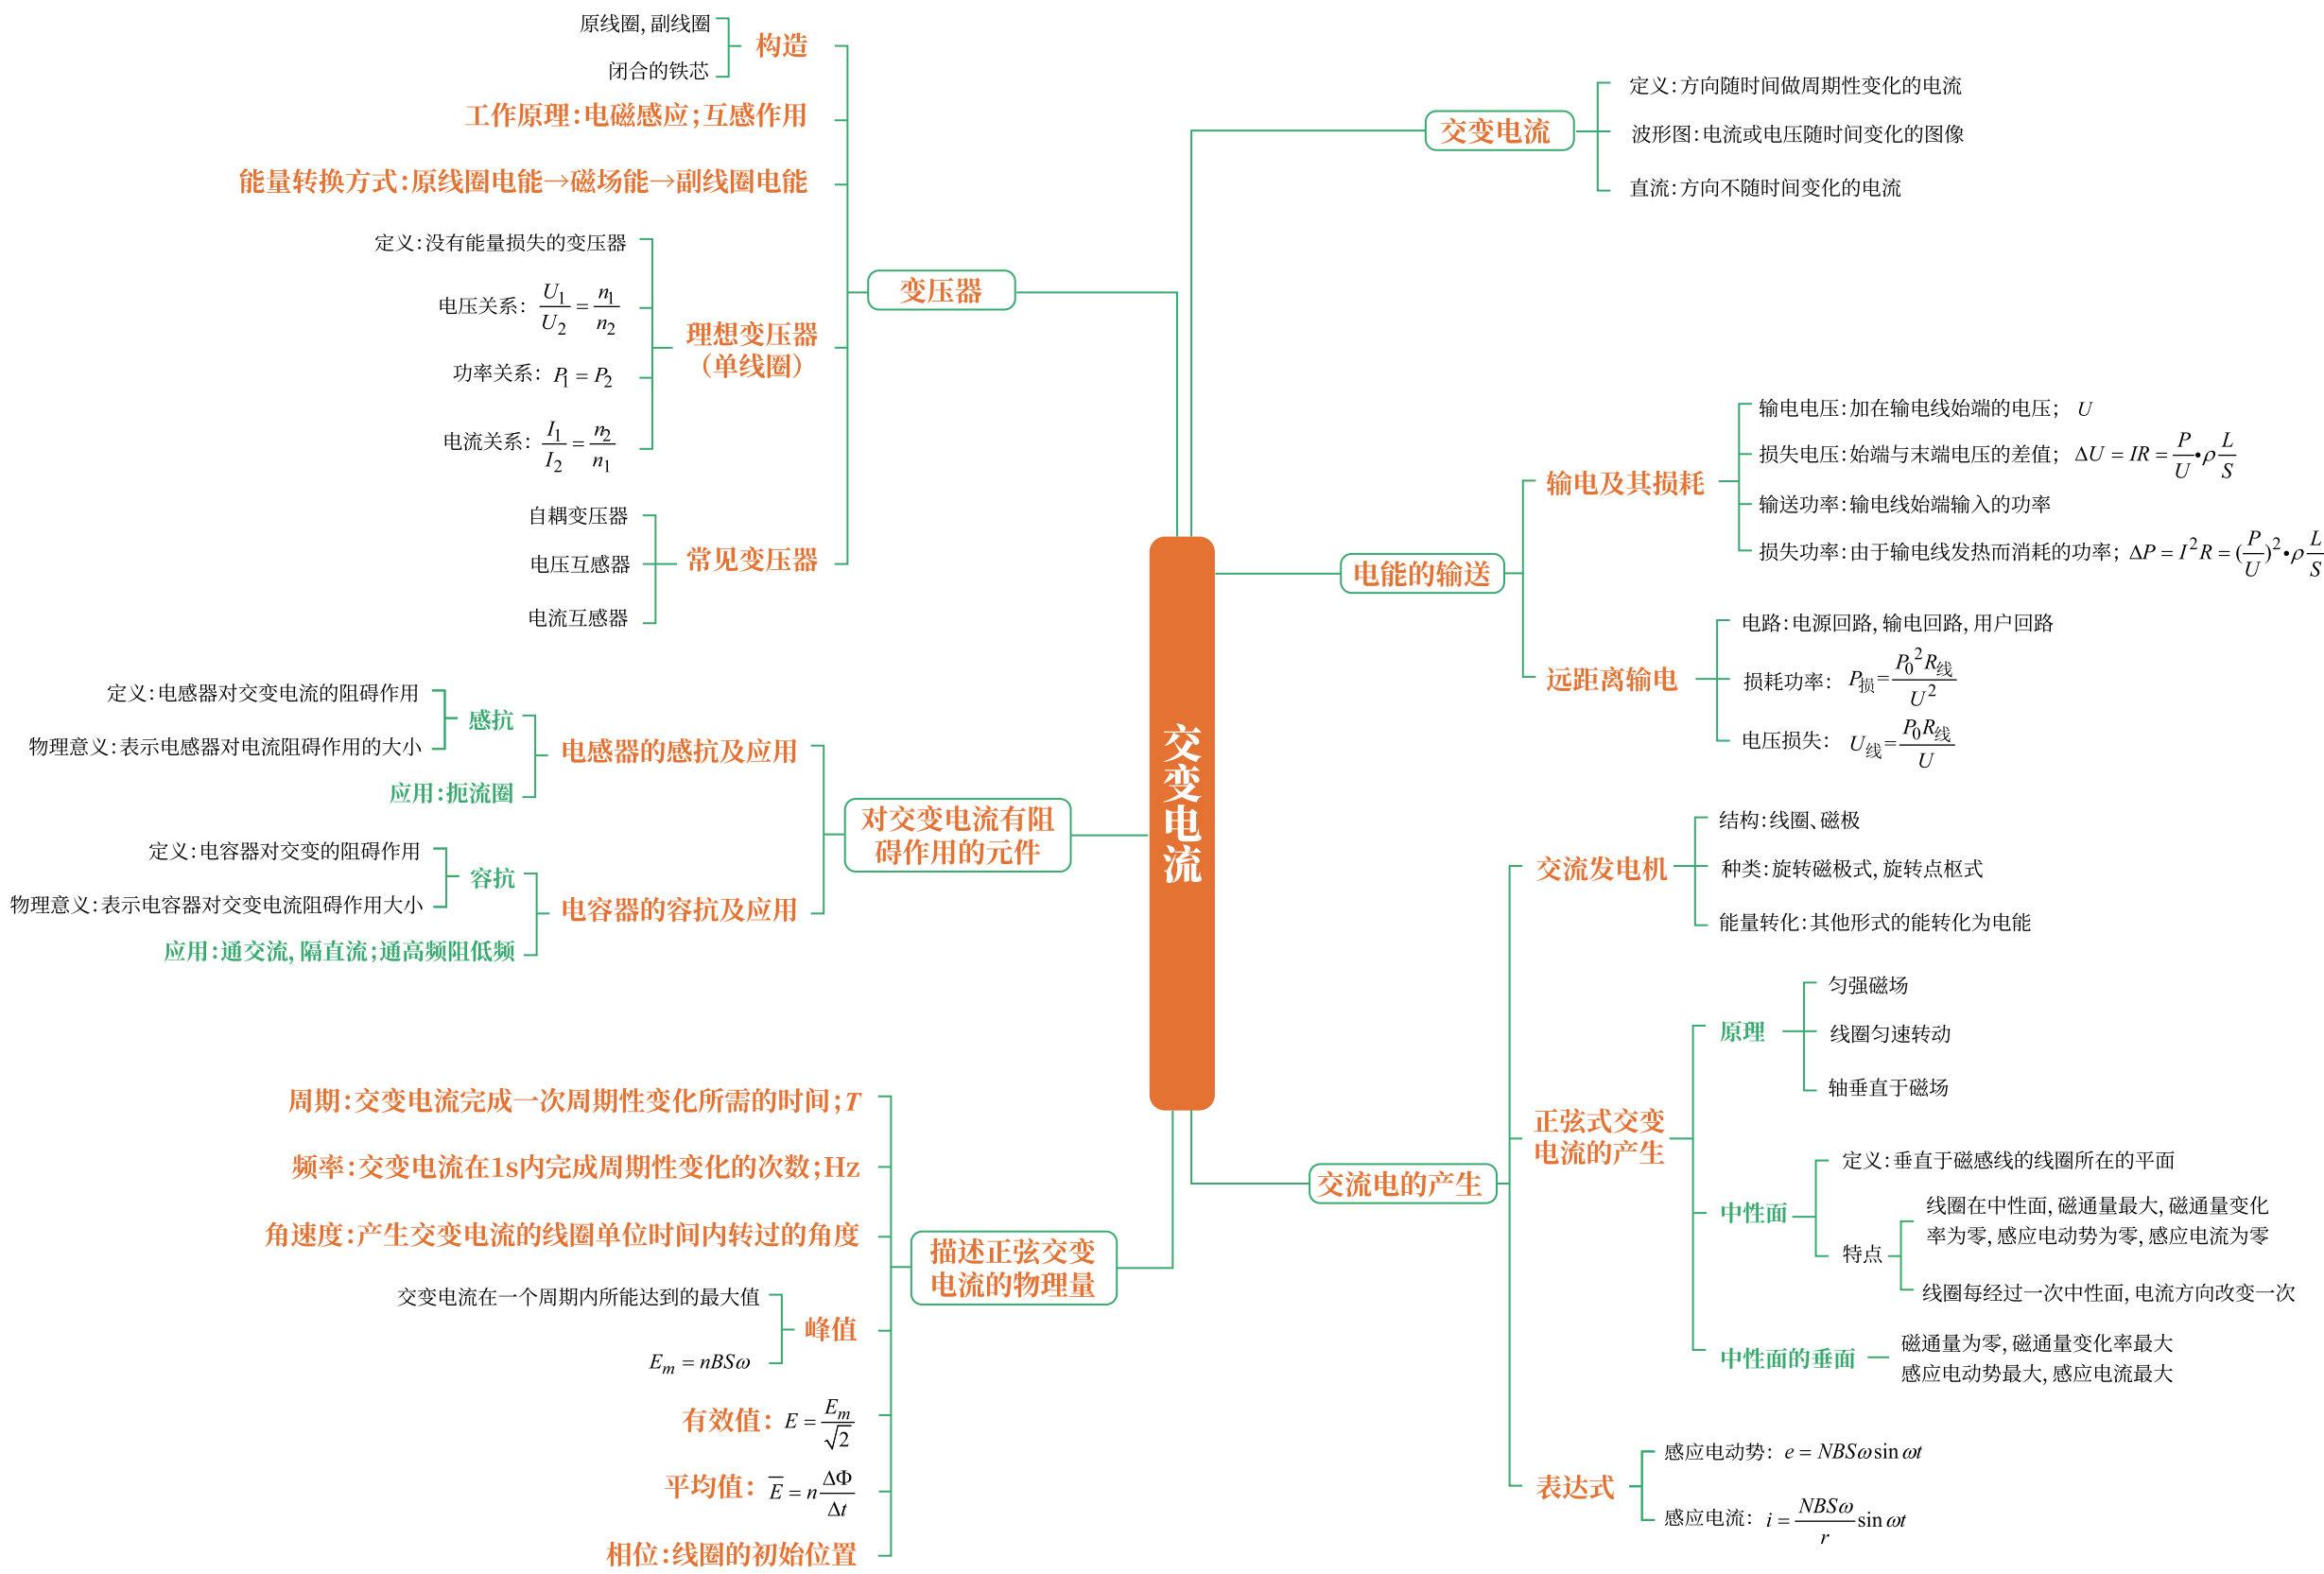 交变电流
交变电流
定义:方向随时间做周期性变化的电流
波形图:电流或电压随时间变化的图像
直流:方向不随时间变化的电流
电能的输送
输电及其损耗
输电电压:加在输电线始端的电压; U
损失电压:始端与末端电压的差值; ΔU = IR = P/U•ρ L/S
输送功率:输电线始端输入的功率
损失功率:由于输电线发热而消耗的功率; ΔP = I²R = (P/U)²•ρ L/S
远距离输电
电路:电源回路,输电回路,用户回路
损耗功率: P损 = P₀²R线/U²
电压损失: U线 = P₀R线/U
交流电的产生
交流发电机
结构:线圈、磁极
种类:旋转磁极式,旋转点枢式
能量转化:其他形式的能转化为电能
正弦式交变
电流的产生
原理
匀强磁场
线圈匀速转动
轴垂直于磁场
中性面
定义:垂直于磁感线的线圈所在的平面
特点
线圈在中性面,磁通量最大,磁通量变化
率为零,感应电动势为零,感应电流为零
线圈每经过一次中性面,电流方向改变一次
中性面的垂面
磁通量为零,磁通量变化率最大
感应电动势最大,感应电流最大
表达式
感应电动势: e = NBSω sin ωt
感应电流: i = NBSω/r sin ωt
变压器
构造
原线圈,副线圈
闭合的铁芯
工作原理:电磁感应;互感作用
能量转换方式:原线圈电能→磁场能→副线圈电能
理想变压器
(单线圈)
定义:没有能量损失的变压器
电压关系: U₁/U₂ = n₁/n₂
功率关系: P₁ = P₂
电流关系: I₁/I₂ = n₂/n₁
常见变压器
自耦变压器
电压互感器
电流互感器
对交变电流有阻
碍作用的元件
电感器的感抗及应用
感抗
定义:电感器对交变电流的阻碍作用
物理意义:表示电感器对电流阻碍作用的大小
应用:扼流圈
电容器的容抗及应用
容抗
定义:电容器对交变的阻碍作用
物理意义:表示电容器对交变电流阻碍作用大小
应用:通交流,隔直流;通高频阻低频
描述正弦交变
电流的物理量
周期:交变电流完成一次周期性变化所需的时间;T
频率:交变电流在1s内完成周期性变化的次数;Hz
角速度:产生交变电流的线圈单位时间内转过的角度
峰值
交变电流在一个周期内所能达到的最大值
Eₘ = nBSω
有效值: E = Eₘ/√2
平均值: E̅ = n ΔΦ/Δt
相位:线圈的初始位置